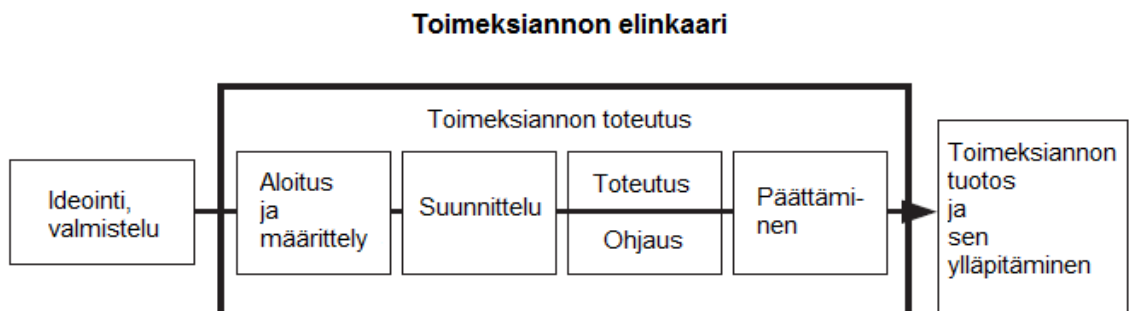 Toimeksiannon elinkaari
Toimeksiannon toteutus
Ideointi,
valmistelu
Aloitus
ja
määrittely
Suunnittelu
Toteutus
Ohjaus
Päättämi-
nen
Toimeksiannon
tuotos
ja
sen
ylläpitäminen